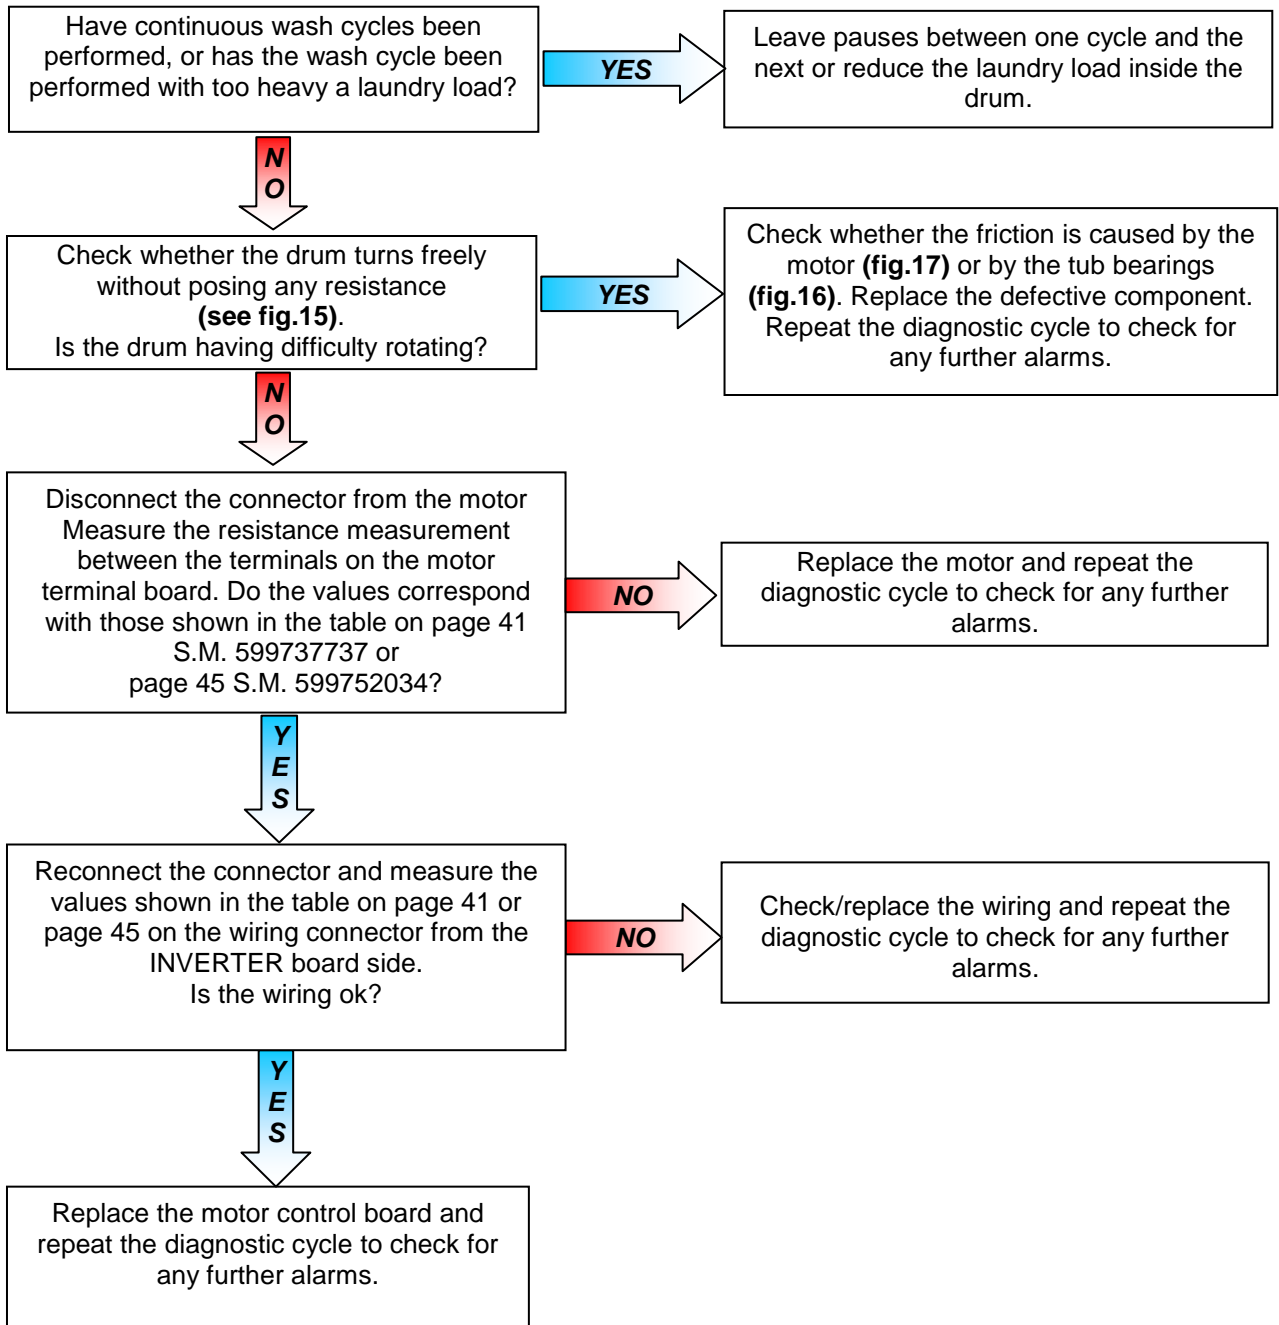 Have continuous wash cycles been
performed, or has the wash cycle been
performed with too heavy a laundry load?
YES
Leave pauses between one cycle and the
next or reduce the laundry load inside the
drum.
N
O
Check whether the drum turns freely
without posing any resistance
(see fig.15).
Is the drum having difficulty rotating?
YES
Check whether the friction is caused by the
motor (fig.17) or by the tub bearings
(fig.16). Replace the defective component.
Repeat the diagnostic cycle to check for
any further alarms.
N
O
Disconnect the connector from the motor
Measure the resistance measurement
between the terminals on the motor
terminal board. Do the values correspond
with those shown in the table on page 41
S.M. 599737737 or
page 45 S.M. 599752034?
NO
Replace the motor and repeat the
diagnostic cycle to check for any further
alarms.
Y
E
S
Reconnect the connector and measure the
values shown in the table on page 41 or
page 45 on the wiring connector from the
INVERTER board side.
Is the wiring ok?
NO
Check/replace the wiring and repeat the
diagnostic cycle to check for any further
alarms.
Y
E
S
Replace the motor control board and
repeat the diagnostic cycle to check for
any further alarms.